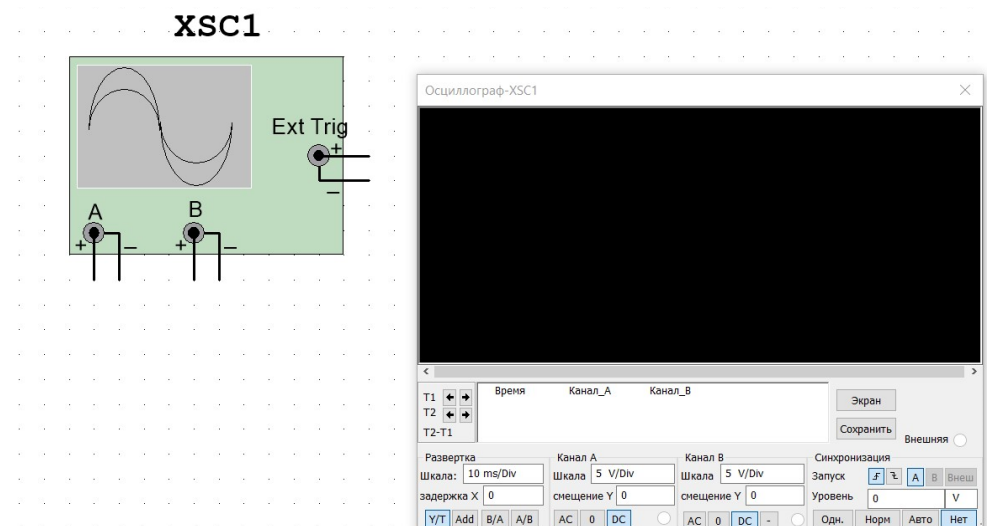 XSC1
Ext Trig
+
–
A
B
+ –
+ –
Осциллограф-XSC1
Время Канал_А Канал_В
T1
T2
T2-T1
Экран
Сохранить
Внешняя
Развертка
Шкала: 10 ms/Div
задержка X 0
Y/T Add B/A A/B
Канал A
Шкала 5 V/Div
смещение Y 0
AC 0 DC
Канал B
Шкала 5 V/Div
смещение Y 0
AC 0 DC -
Синхронизация
Запуск A B Внеш
Уровень 0 V
Одн. Норм Авто Нет